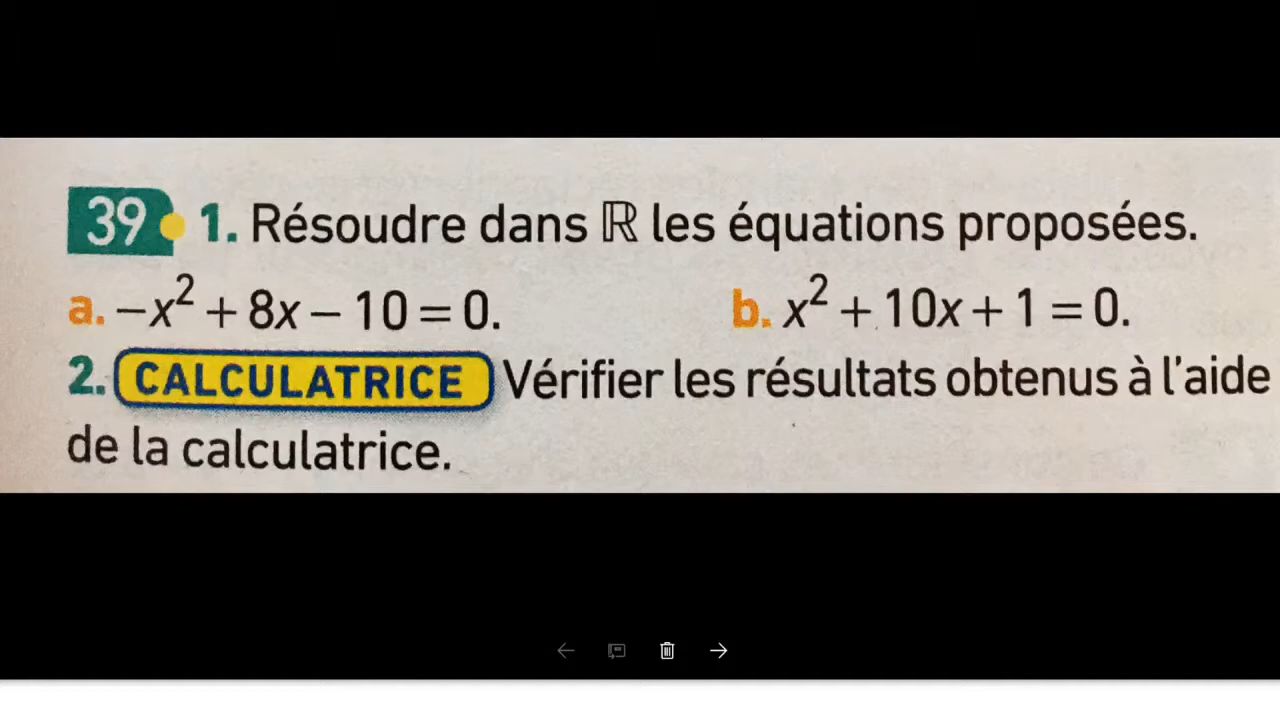 39 1. Résoudre dans ℝ les équations proposées.
a. −x² + 8x − 10 = 0. b. x² + 10x + 1 = 0.
2. CALCULATRICE Vérifier les résultats obtenus à l'aide
de la calculatrice.